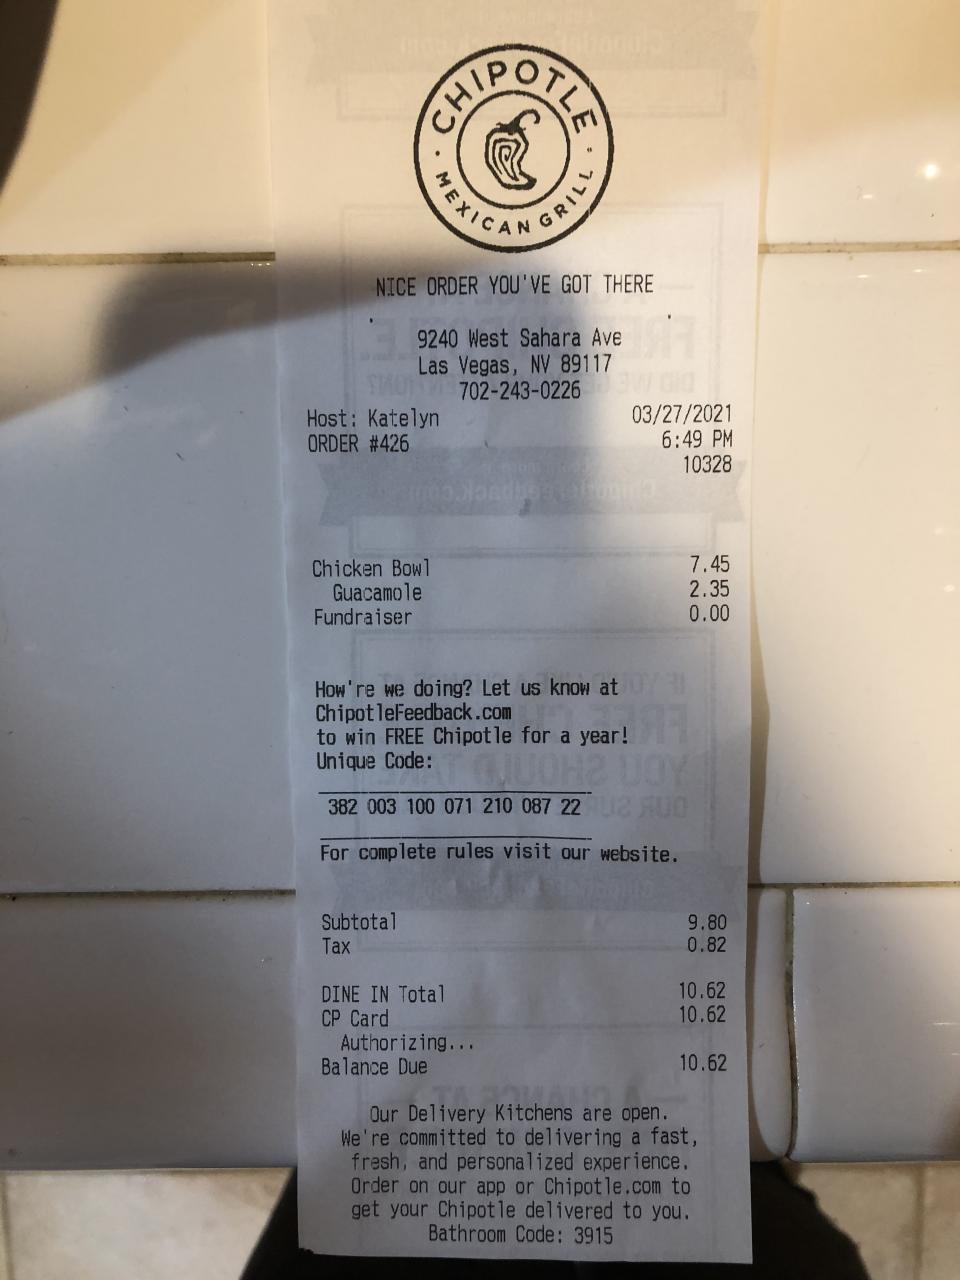 CHIPOTLE
MEXICAN GRILL
NICE ORDER YOU'VE GOT THERE
9240 West Sahara Ave
Las Vegas, NV 89117
702-243-0226
Host: Katelyn 03/27/2021
ORDER #426 6:49 PM
10328
Chicken Bowl 7.45
Guacamole 2.35
Fundraiser 0.00
How're we doing? Let us know at
ChipotleFeedback.com
to win FREE Chipotle for a year!
Unique Code:
382 003 100 071 210 087 22
For complete rules visit our website.
Subtotal 9.80
Tax 0.82
DINE IN Total 10.62
CP Card 10.62
Authorizing...
Balance Due 10.62
Our Delivery Kitchens are open.
We're committed to delivering a fast,
fresh, and personalized experience.
Order on our app or Chipotle.com to
get your Chipotle delivered to you.
Bathroom Code: 3915